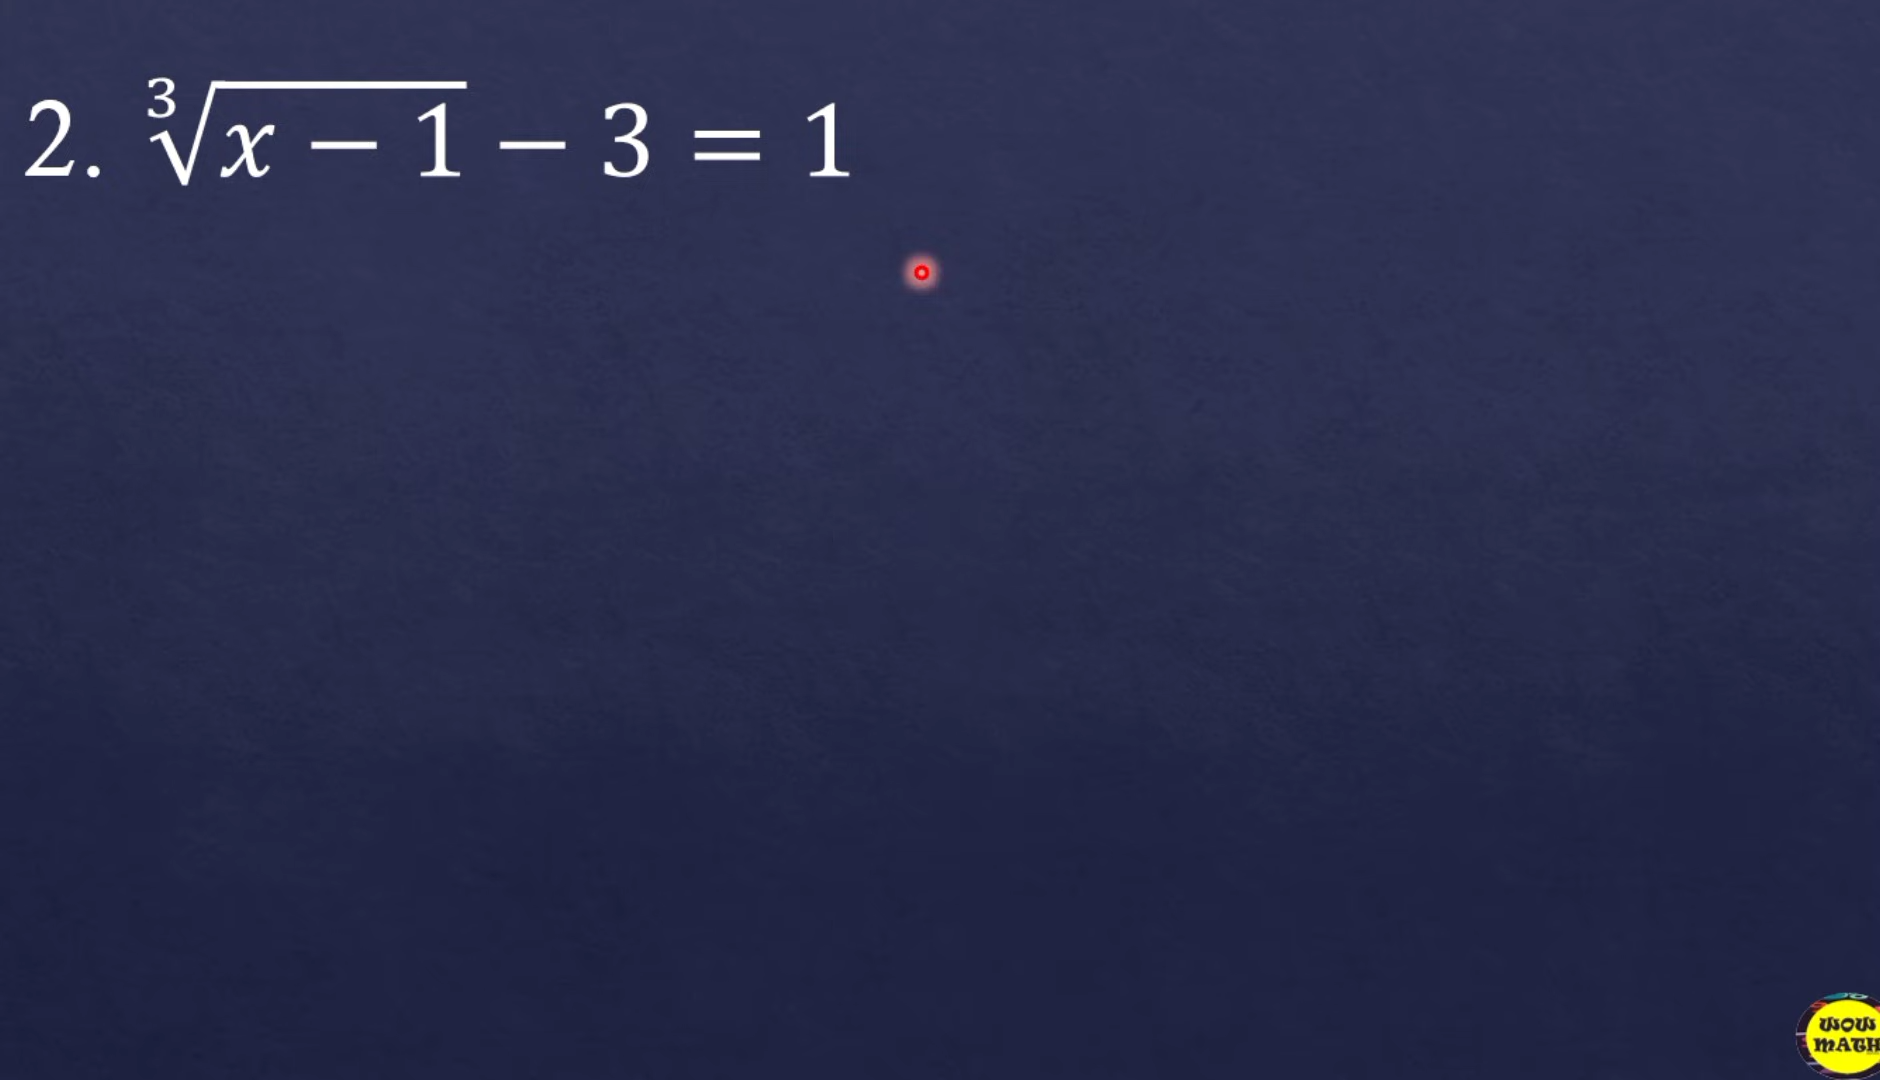 2. ∛(x − 1) − 3 = 1
WOW
MATH